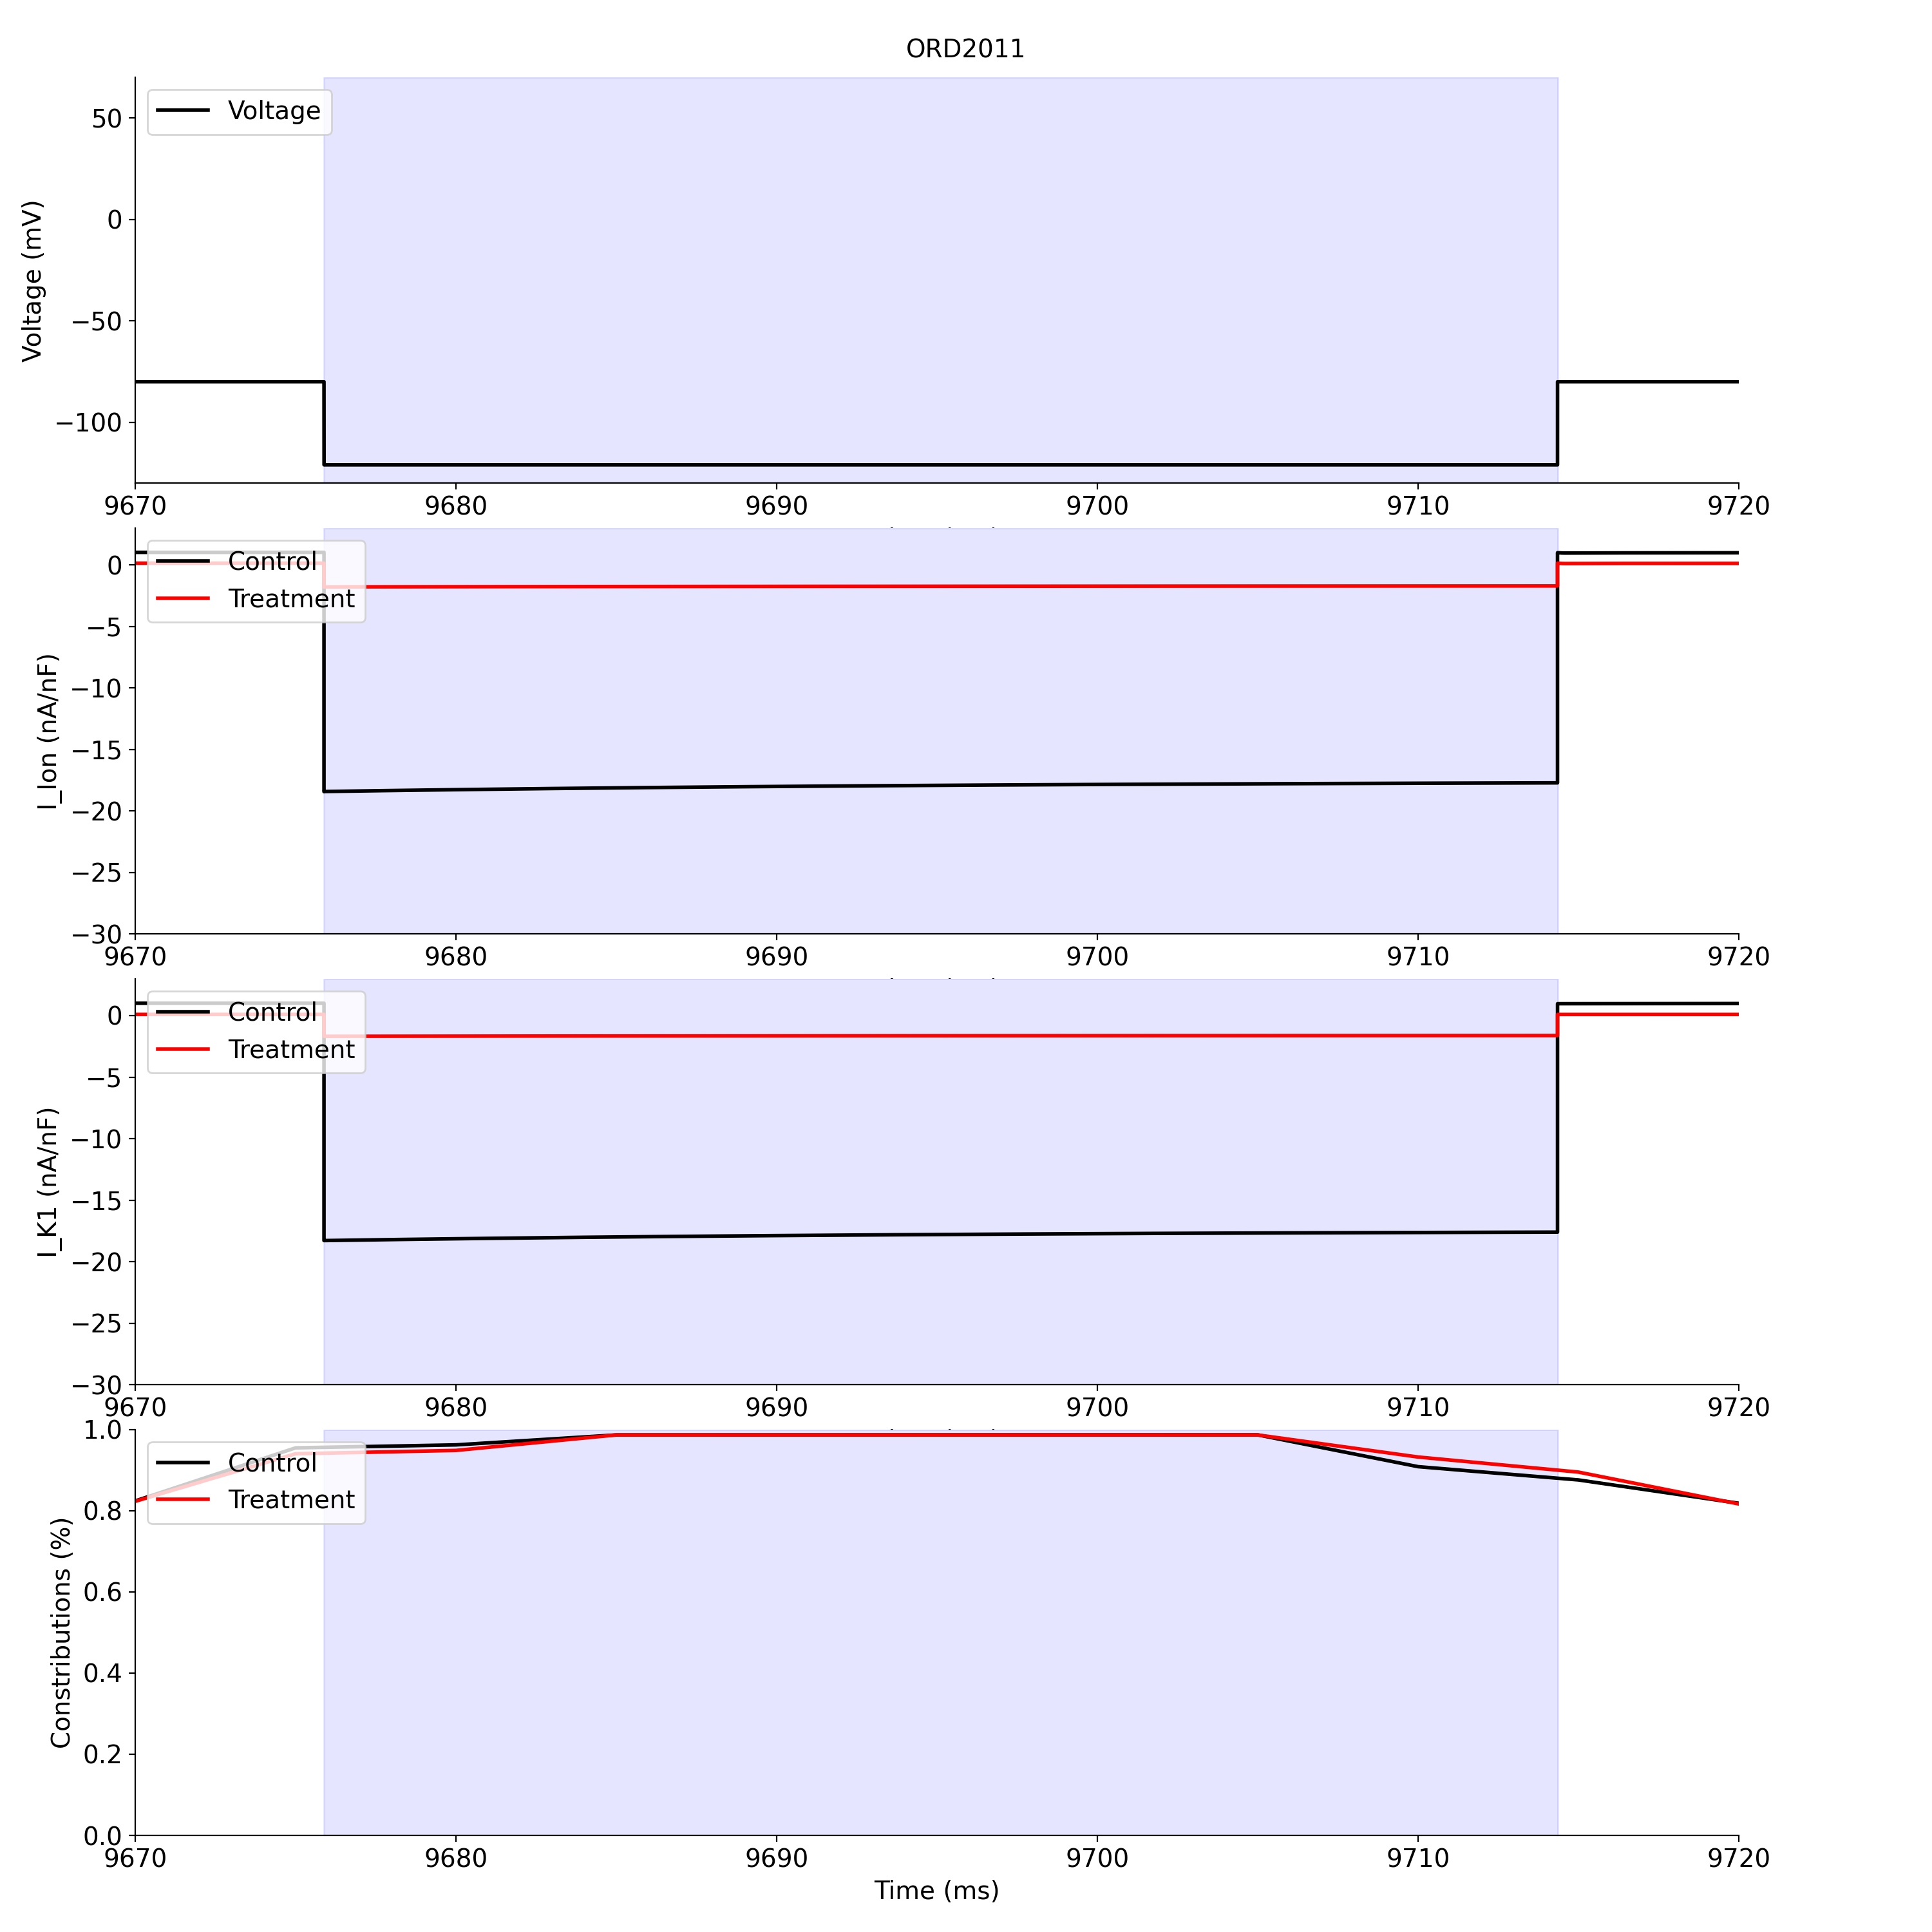 ORD2011
Voltage
50
0
−50
−100
Voltage (mV)
9670 9680 9690 9700 9710 9720
Control
Treatment
0
−5
−10
−15
−20
−25
−30
I_Ion (nA/nF)
9670 9680 9690 9700 9710 9720
Control
Treatment
0
−5
−10
−15
−20
−25
−30
I_K1 (nA/nF)
9670 9680 9690 9700 9710 9720
Control
Treatment
1.0
0.8
0.6
0.4
0.2
0.0
Constributions (%)
9670 9680 9690 9700 9710 9720
Time (ms)